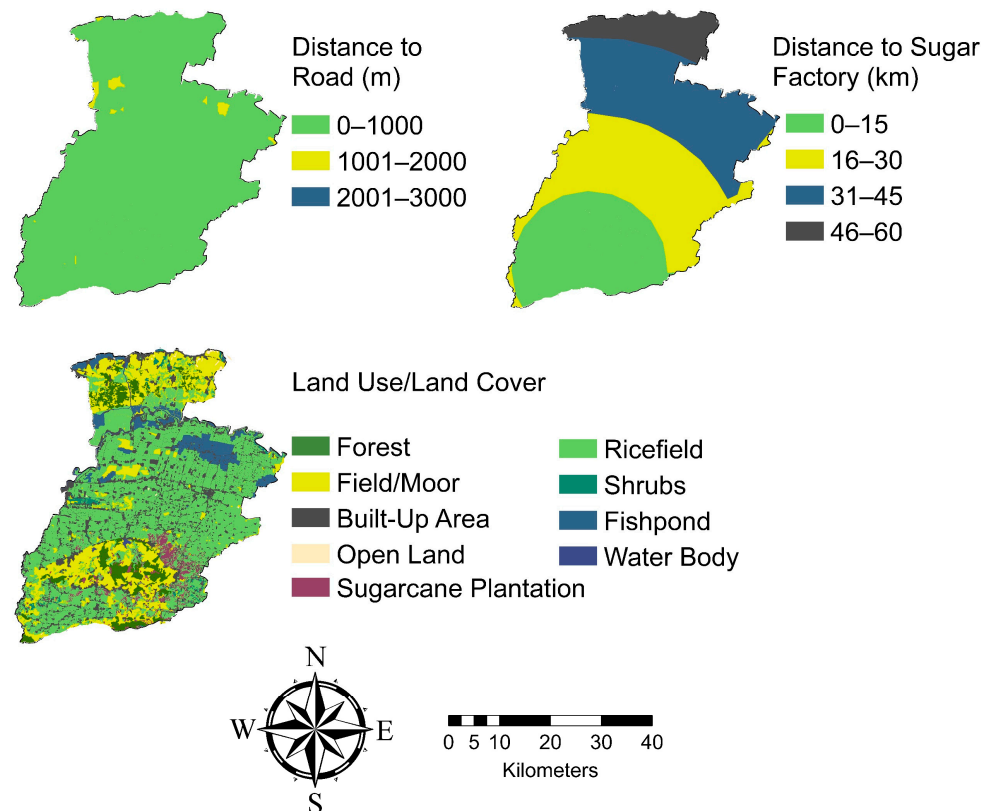 Distance to
Road (m)
0–1000
1001–2000
2001–3000
Distance to Sugar
Factory (km)
0–15
16–30
31–45
46–60
Land Use/Land Cover
Forest
Field/Moor
Built-Up Area
Open Land
Sugarcane Plantation
Ricefield
Shrubs
Fishpond
Water Body
N
W E
S
0 5 10 20 30 40
Kilometers